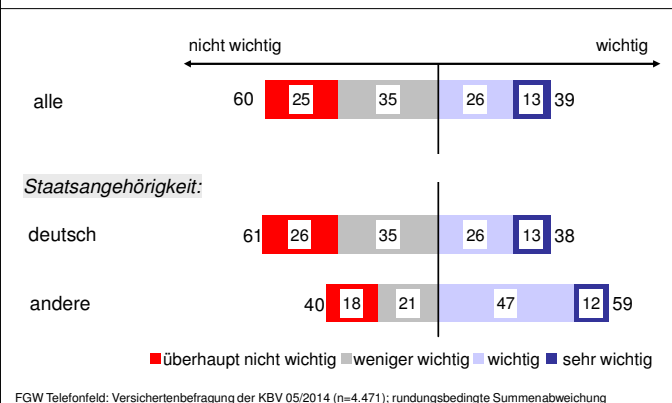 nicht wichtig wichtig
alle 60 25 35 26 13 39
Staatsangehörigkeit:
deutsch 61 26 35 26 13 38
andere 40 18 21 47 12 59
überhaupt nicht wichtig weniger wichtig wichtig sehr wichtig
FGW Telefonfeld: Versichertenbefragung der KBV 05/2014 (n=4.471); rundungsbedingte Summenabweichung